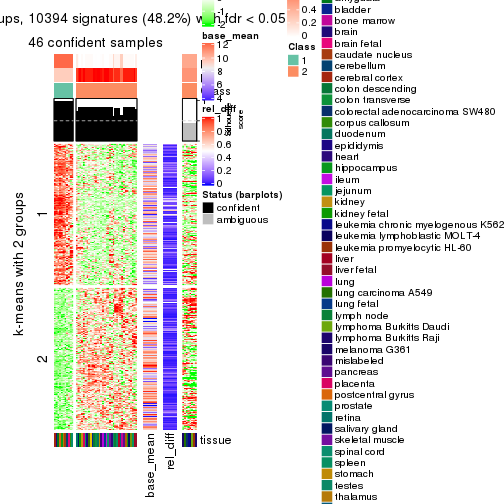 ups, 10394 signatures (48.2%) with fdr < 0.05
46 confident samples
k-means with 2 groups
1
2
base_mean
rel_diff
tissue
-2
base_mean
12
10
8
6
4
rel_diff
1
0.8
0.6
0.4
0.2
0
Status (barplots)
confident
ambiguous
0.4
0.2
0
Class
1
2
bladder
bone marrow
brain
brain fetal
caudate nucleus
cerebellum
cerebral cortex
colon descending
colon transverse
colorectal adenocarcinoma SW480
corpus callosum
duodenum
epididymis
heart
hippocampus
ileum
jejunum
kidney
kidney fetal
leukemia chronic myelogenous K562
leukemia lymphoblastic MOLT-4
leukemia promyelocytic HL-60
liver
liver fetal
lung
lung carcinoma A549
lung fetal
lymph node
lymphoma Burkitts Daudi
lymphoma Burkitts Raji
melanoma G361
mislabeled
pancreas
placenta
postcentral gyrus
prostate
retina
salivary gland
skeletal muscle
spinal cord
spleen
stomach
testes
thalamus